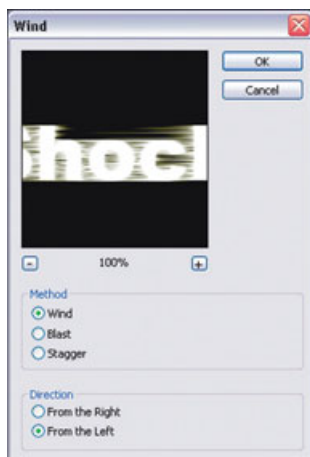 Wind
OK
Cancel
hoc
100%
Method
Wind
Blast
Stagger
Direction
From the Right
From the Left